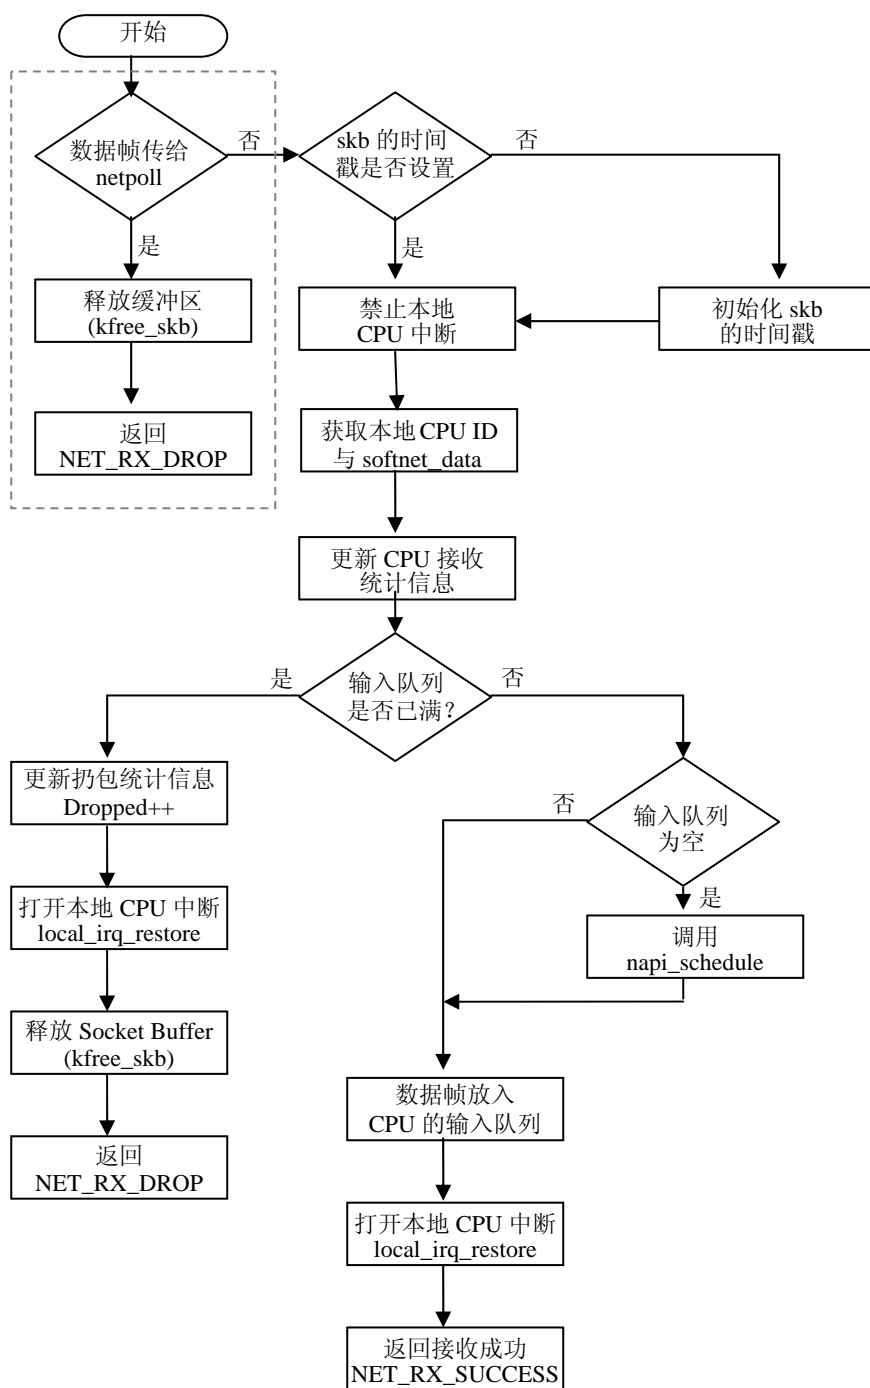 开始
数据帧传给
netpoll
否
skb 的时间
戳是否设置
否
是
是
释放缓冲区
(kfree_skb)
禁止本地
CPU 中断
初始化 skb
的时间戳
返回
NET_RX_DROP
获取本地 CPU ID
与 softnet_data
更新 CPU 接收
统计信息
是
输入队列
是否已满？
否
更新扔包统计信息
Dropped++
否
输入队列
为空
是
打开本地 CPU 中断
local_irq_restore
调用
napi_schedule
释放 Socket Buffer
(kfree_skb)
数据帧放入
CPU 的输入队列
返回
NET_RX_DROP
打开本地 CPU 中断
local_irq_restore
返回接收成功
NET_RX_SUCCESS